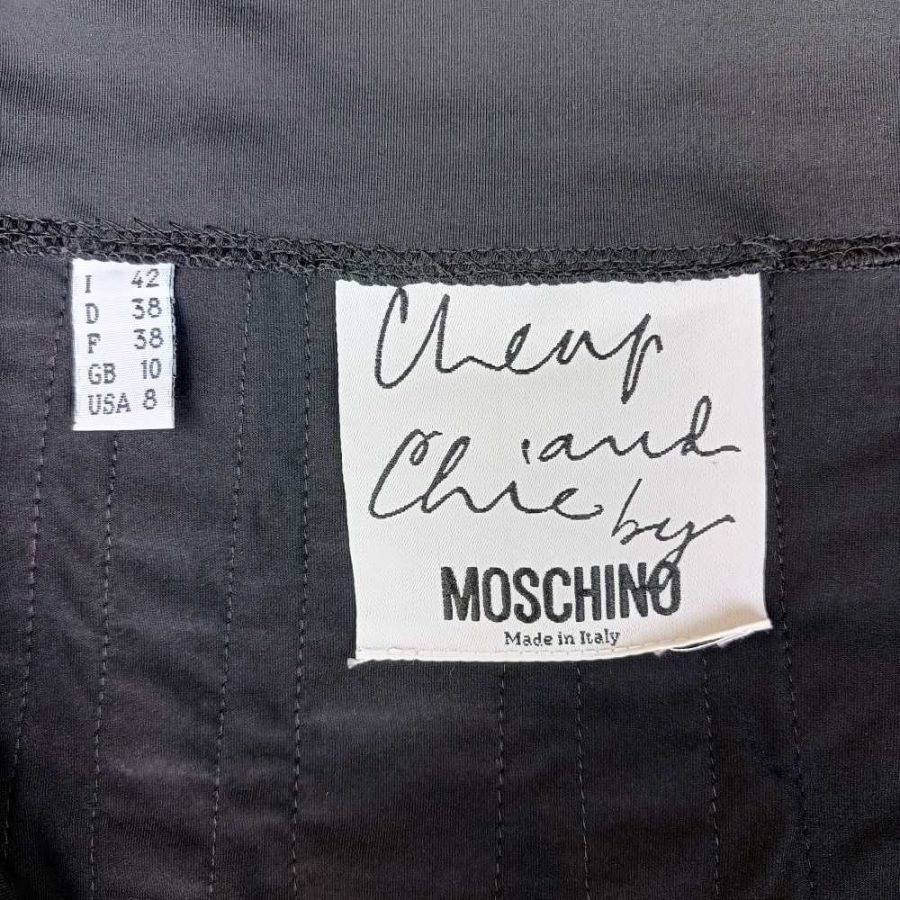 I 42
D 38
F 38
GB 10
USA 8
Cheap
and
Chic by
MOSCHINO
Made in Italy